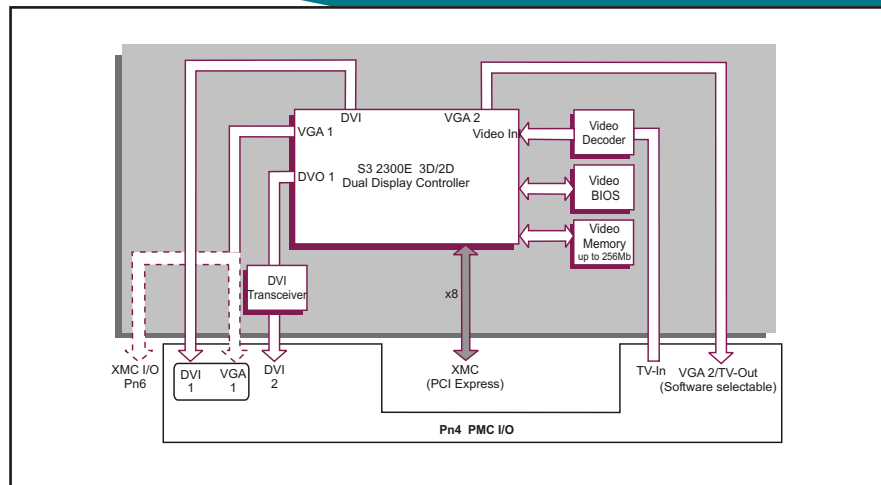 DVI
VGA 2
VGA 1
Video In
Video
Decoder
S3 2300E 3D/2D
Dual Display Controller
DVO 1
Video
BIOS
Video
Memory
up to 256Mb
DVI
Transceiver
x8
XMC I/O
Pn6
DVI
1
VGA
1
DVI
2
XMC
(PCI Express)
TV-In
VGA 2/TV-Out
(Software selectable)
Pn4 PMC I/O